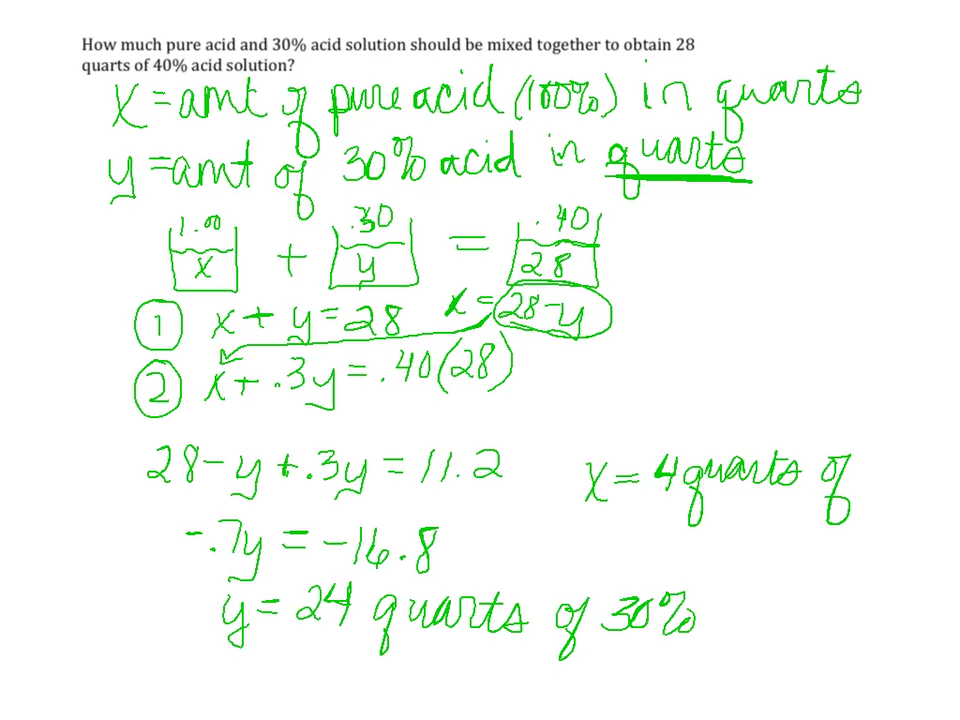 How much pure acid and 30% acid solution should be mixed together to obtain 28
quarts of 40% acid solution?
x = amt of pure acid (100%) in quarts
y = amt of 30% acid in quarts
1.00 .30 .40
x + y = 28
1 x + y = 28 x = 28 - y
2 x + .3y = .40(28)
28 - y + .3y = 11.2
x = 4 quarts of
-.7y = -16.8
y = 24 quarts of 30%